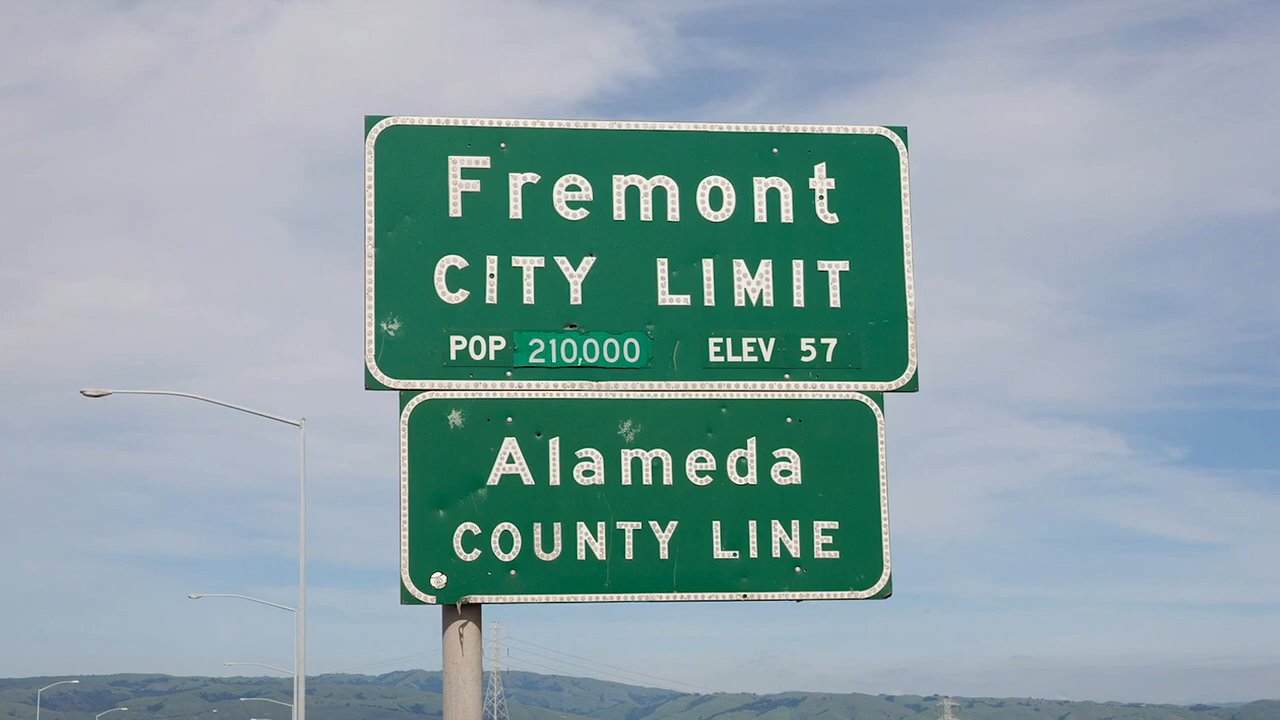 Fremont
CITY LIMIT
POP 210,000 ELEV 57
Alameda
COUNTY LINE